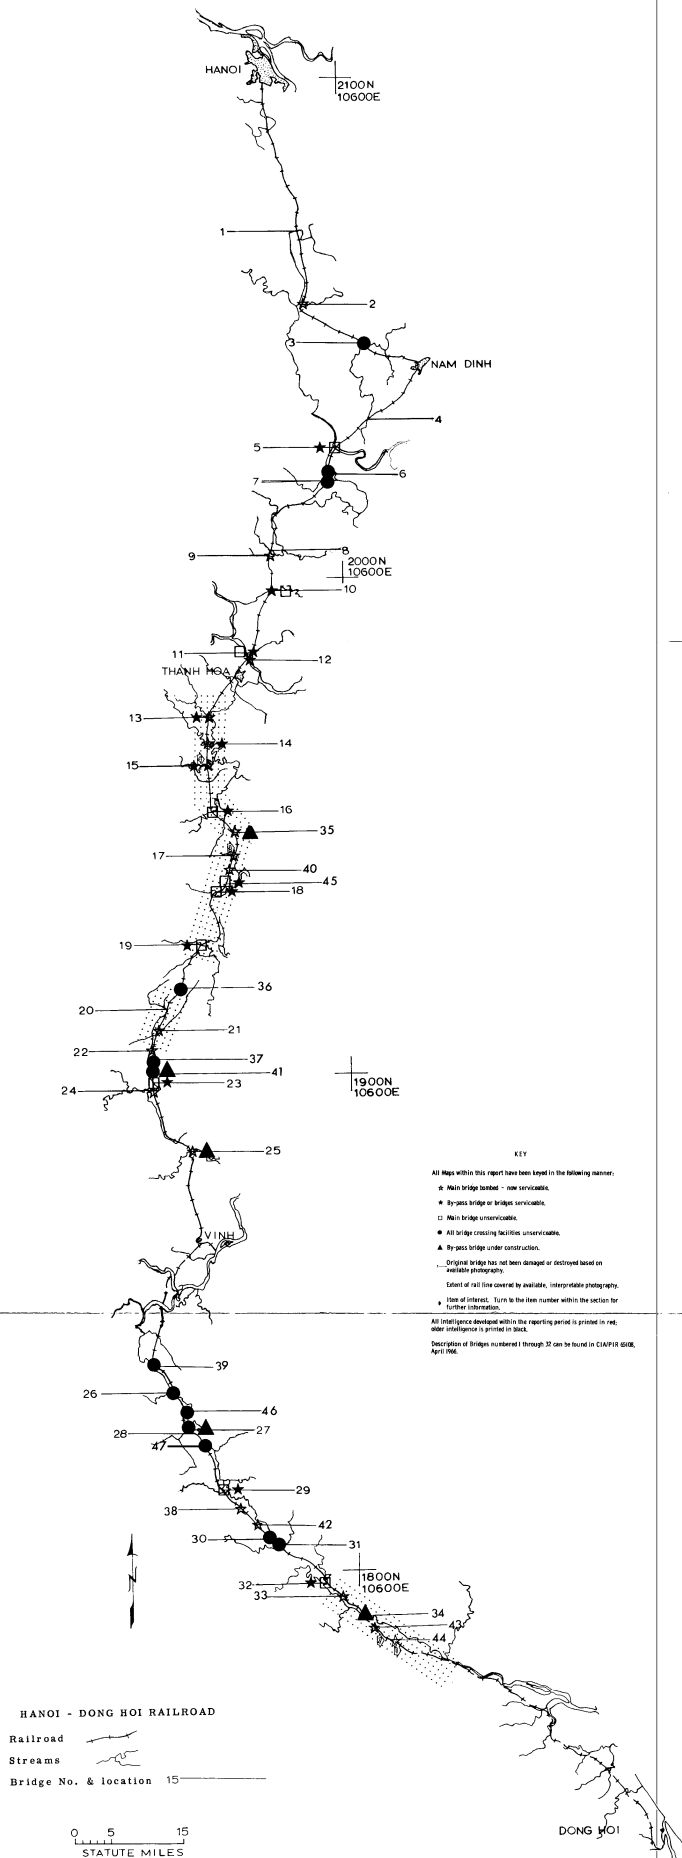 HANOI
2100N
10600E
1
2
3
NAM DINH
4
5
6
7
8
9
2000N
10600E
10
11
12
THANH HOA
13
14
15
16
35
17
40
45
18
19
36
20
21
22
37
41
23
24
1900N
10600E
25
VINH
KEY
All Maps within this report have been keyed in the following manner:
Main bridge bombed - now serviceable.
By-pass bridge or bridges serviceable.
Main bridge unserviceable.
All bridge crossing facilities unserviceable.
By-pass bridge under construction.
Original bridge has not been damaged or destroyed based on
available photography.
Extent of rail line covered by available, interpretable photography.
Item of interest. Turn to the item number within the section for
further information.
All intelligence developed within the reporting period is printed in red;
older intelligence is printed in black.
Description of Bridges numbered 1 through 32 can be found in CIA/PIR 61108,
April 1966.
39
26
46
28
27
47
29
38
42
30
31
1800N
10600E
32
33
34
43
44
N
HANOI - DONG HOI RAILROAD
Railroad
Streams
Bridge No. & location 15
DONG HOI
0 5 15
STATUTE MILES